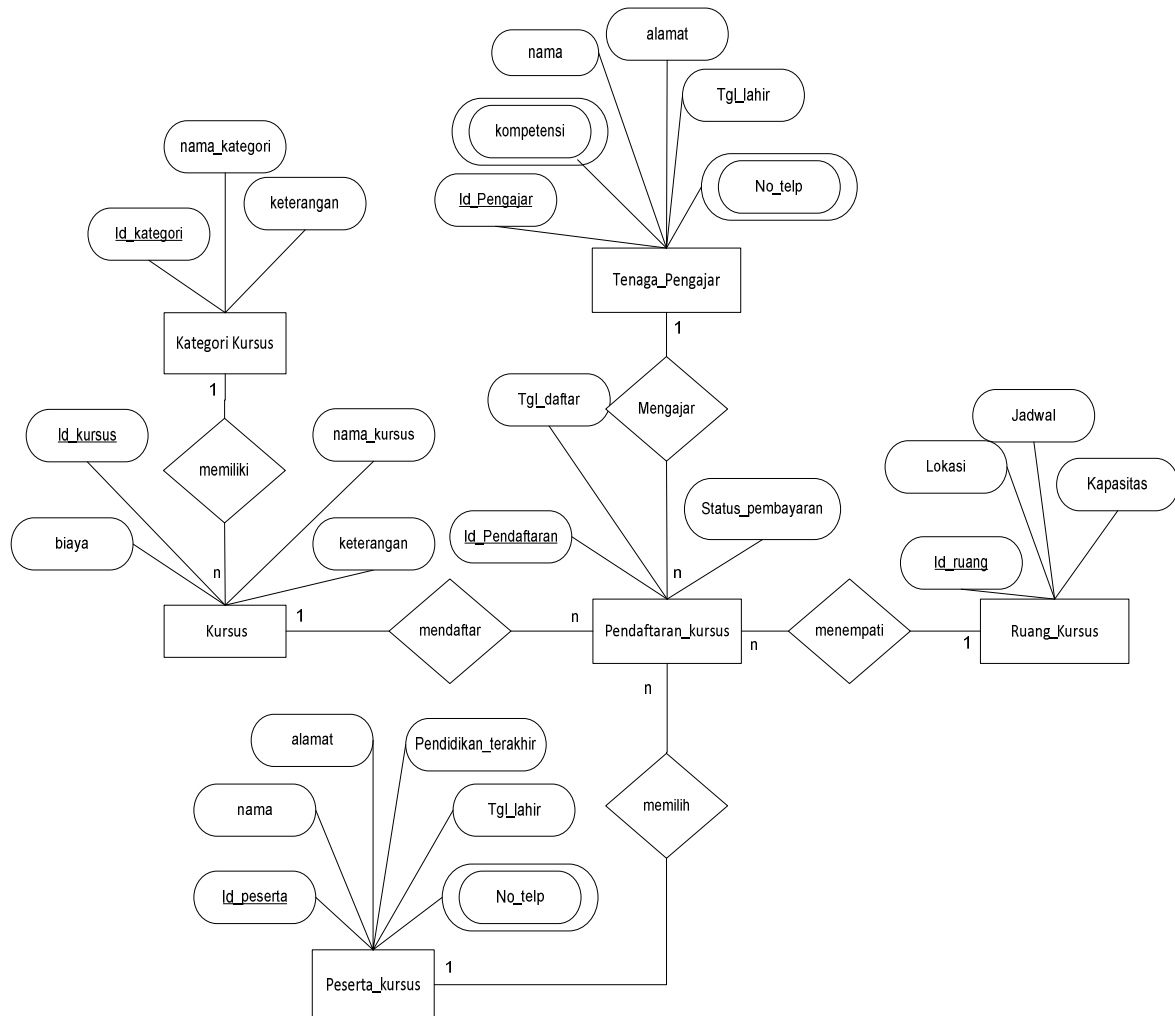 alamat
nama
Tgl_lahir
kompetensi
No_telp
Id_Pengajar
Tenaga_Pengajar
1
Mengajar
n
nama_kategori
keterangan
Id_kategori
Kategori Kursus
1
memiliki
n
Id_kursus
nama_kursus
biaya
keterangan
Kursus
1
mendaftar
n
Tgl_daftar
Id_Pendaftaran
Status_pembayaran
Pendaftaran_kursus
n
menempati
1
Jadwal
Lokasi
Kapasitas
Id_ruang
Ruang_Kursus
n
memilih
1
alamat
Pendidikan_terakhir
nama
Tgl_lahir
Id_peserta
No_telp
Peserta_kursus